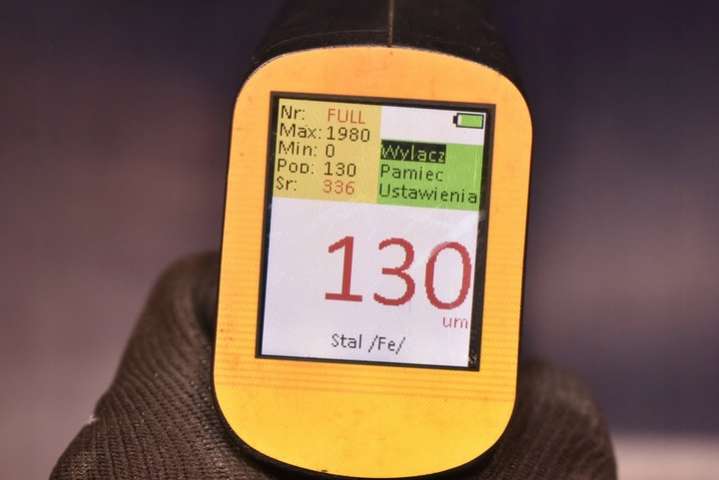 Nr: FULL
Max: 1980
Min: 0
Pop: 130
Sr: 336
Wylacz
Pamiec
Ustawienia
130
um
Stal /Fe/